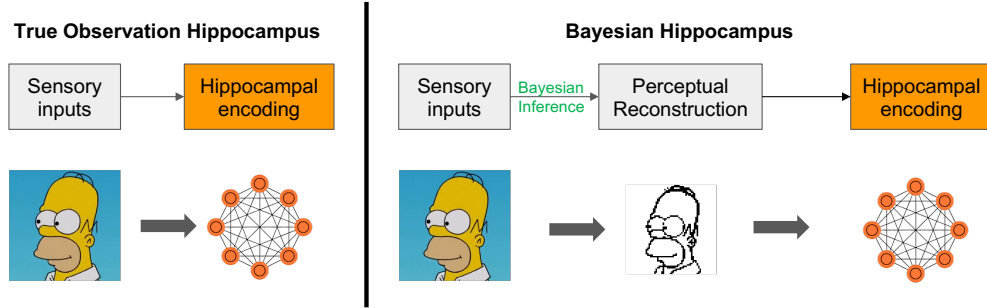 True Observation Hippocampus
Sensory
inputs
Hippocampal
encoding
Bayesian Hippocampus
Sensory
inputs
Bayesian
Inference
Perceptual
Reconstruction
Hippocampal
encoding